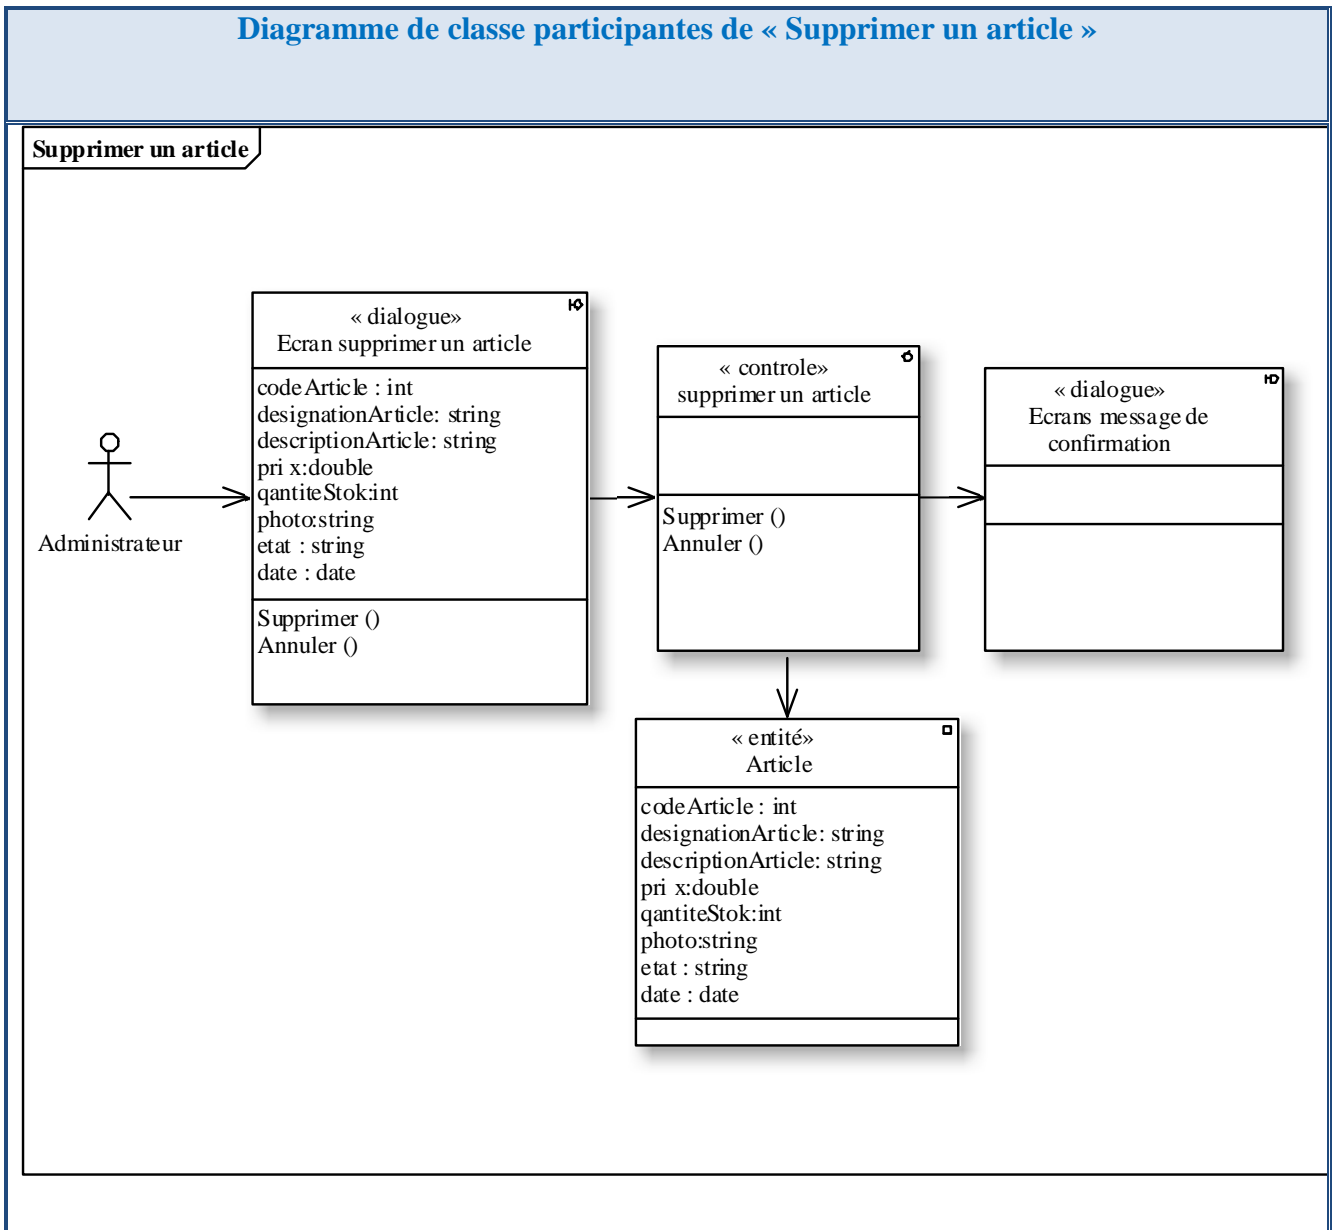 Diagramme de classe participantes de « Supprimer un article »
Supprimer un article
Administrateur
« dialogue»
Ecran supprimer un article
codeArticle : int
designationArticle: string
descriptionArticle: string
pri x:double
qantiteStok:int
photo:string
etat : string
date : date
Supprimer ()
Annuler ()
« controle»
supprimer un article
Supprimer ()
Annuler ()
« dialogue»
Ecrans message de
confirmation
« entité»
Article
codeArticle : int
designationArticle: string
descriptionArticle: string
pri x:double
qantiteStok:int
photo:string
etat : string
date : date